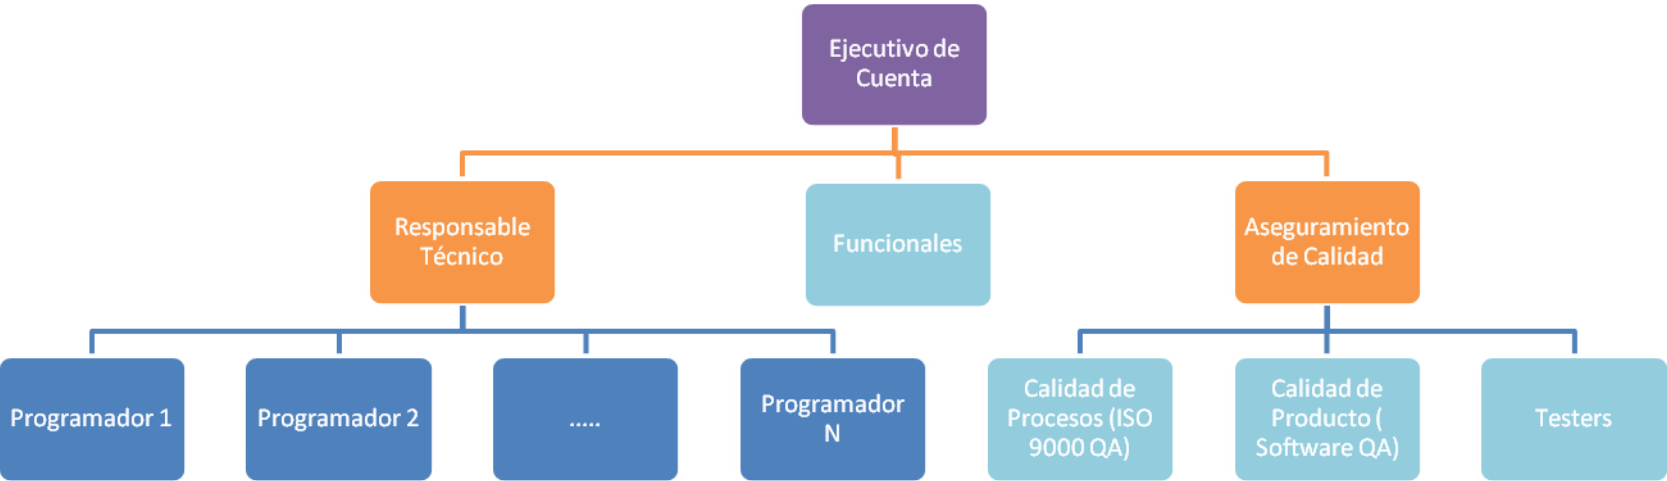 Ejecutivo de
Cuenta
Responsable
Técnico
Funcionales
Aseguramiento
de Calidad
Programador 1
Programador 2
.....
Programador
N
Calidad de
Procesos (ISO
9000 QA)
Calidad de
Producto (
Software QA)
Testers